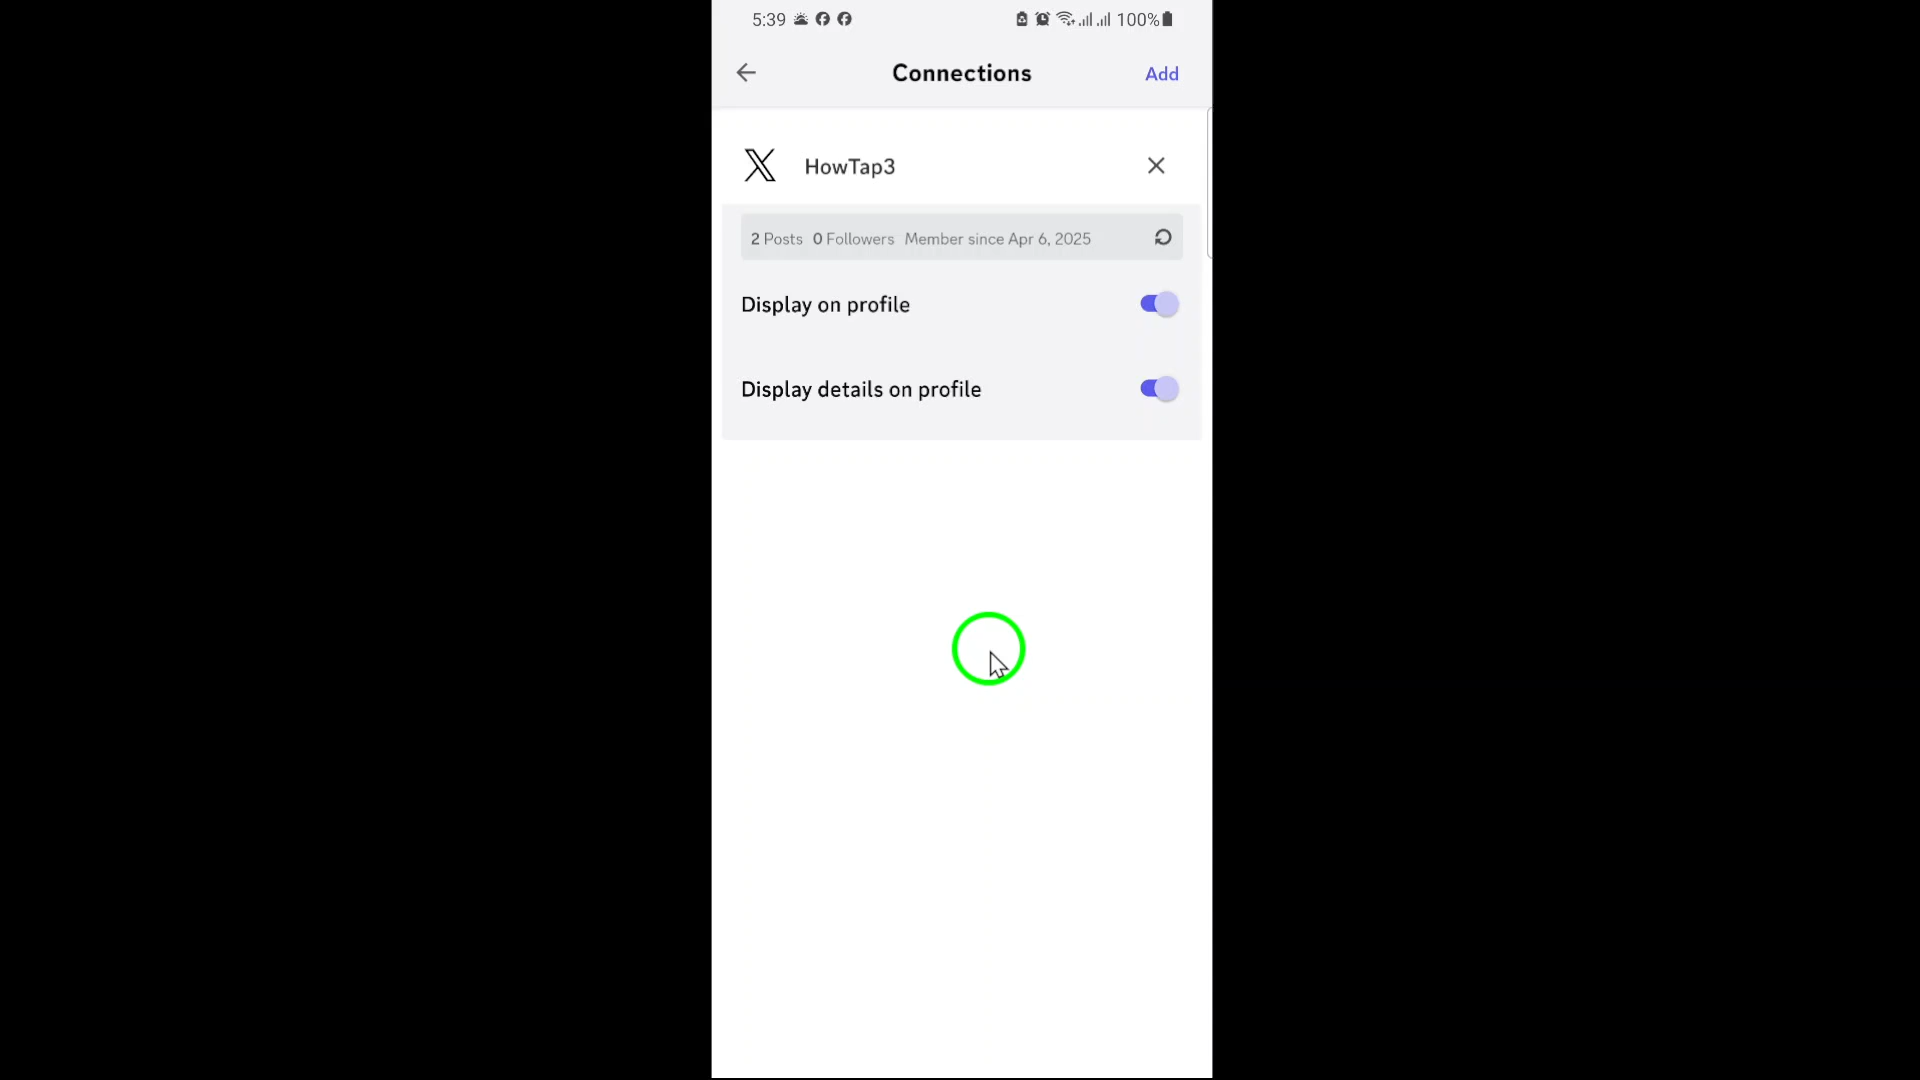 5:39 100%
Connections Add
HowTap3
2 Posts 0 Followers Member since Apr 6, 2025
Display on profile
Display details on profile